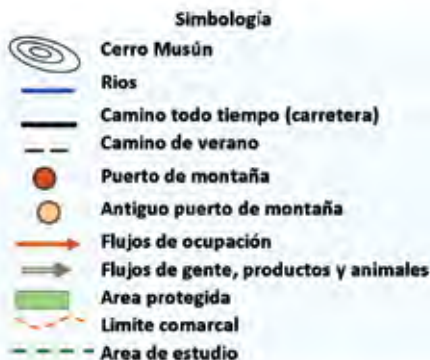 Simbología
Cerro Musún
Rios
Camino todo tiempo (carretera)
Camino de verano
Puerto de montaña
Antiguo puerto de montaña
Flujos de ocupación
Flujos de gente, productos y animales
Area protegida
Limite comarcal
Area de estudio